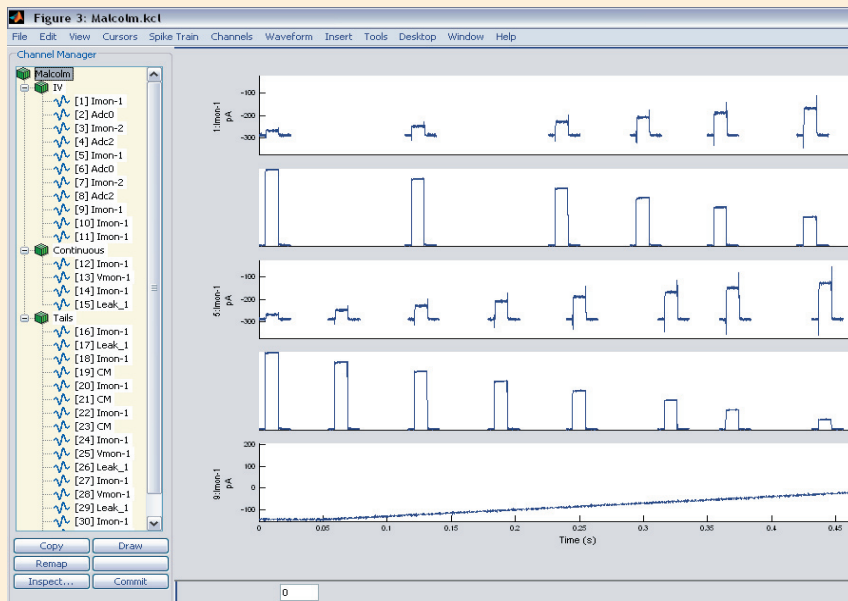 Figure 3: Malcolm.kcl
File Edit View Cursors Spike Train Channels Waveform Insert Tools Desktop Window Help
Channel Manager
Malcolm
IV
[1] Imon-1
[2] Adc0
[3] Imon-2
[4] Adc2
[5] Imon-1
[6] Adc0
[7] Imon-2
[8] Adc2
[9] Imon-1
[10] Imon-1
[11] Imon-1
Continuous
[12] Imon-1
[13] Vmon-1
[14] Imon-1
[15] Leak_1
Tails
[16] Imon-1
[17] Leak_1
[18] Imon-1
[19] CM
[20] Imon-1
[21] CM
[22] Imon-1
[23] CM
[24] Imon-1
[25] Vmon-1
[26] Leak_1
[27] Imon-1
[28] Vmon-1
[29] Leak_1
[30] Imon-1
Copy Draw
Remap
Inspect... Commit
1:Imon-1
pA
-100
-200
-300
5:Imon-1
pA
-100
-200
-300
9:Imon-1
pA
200
100
0
-100
0 0.05 0.1 0.15 0.2 0.25 0.3 0.35 0.4 0.45
Time (s)
0